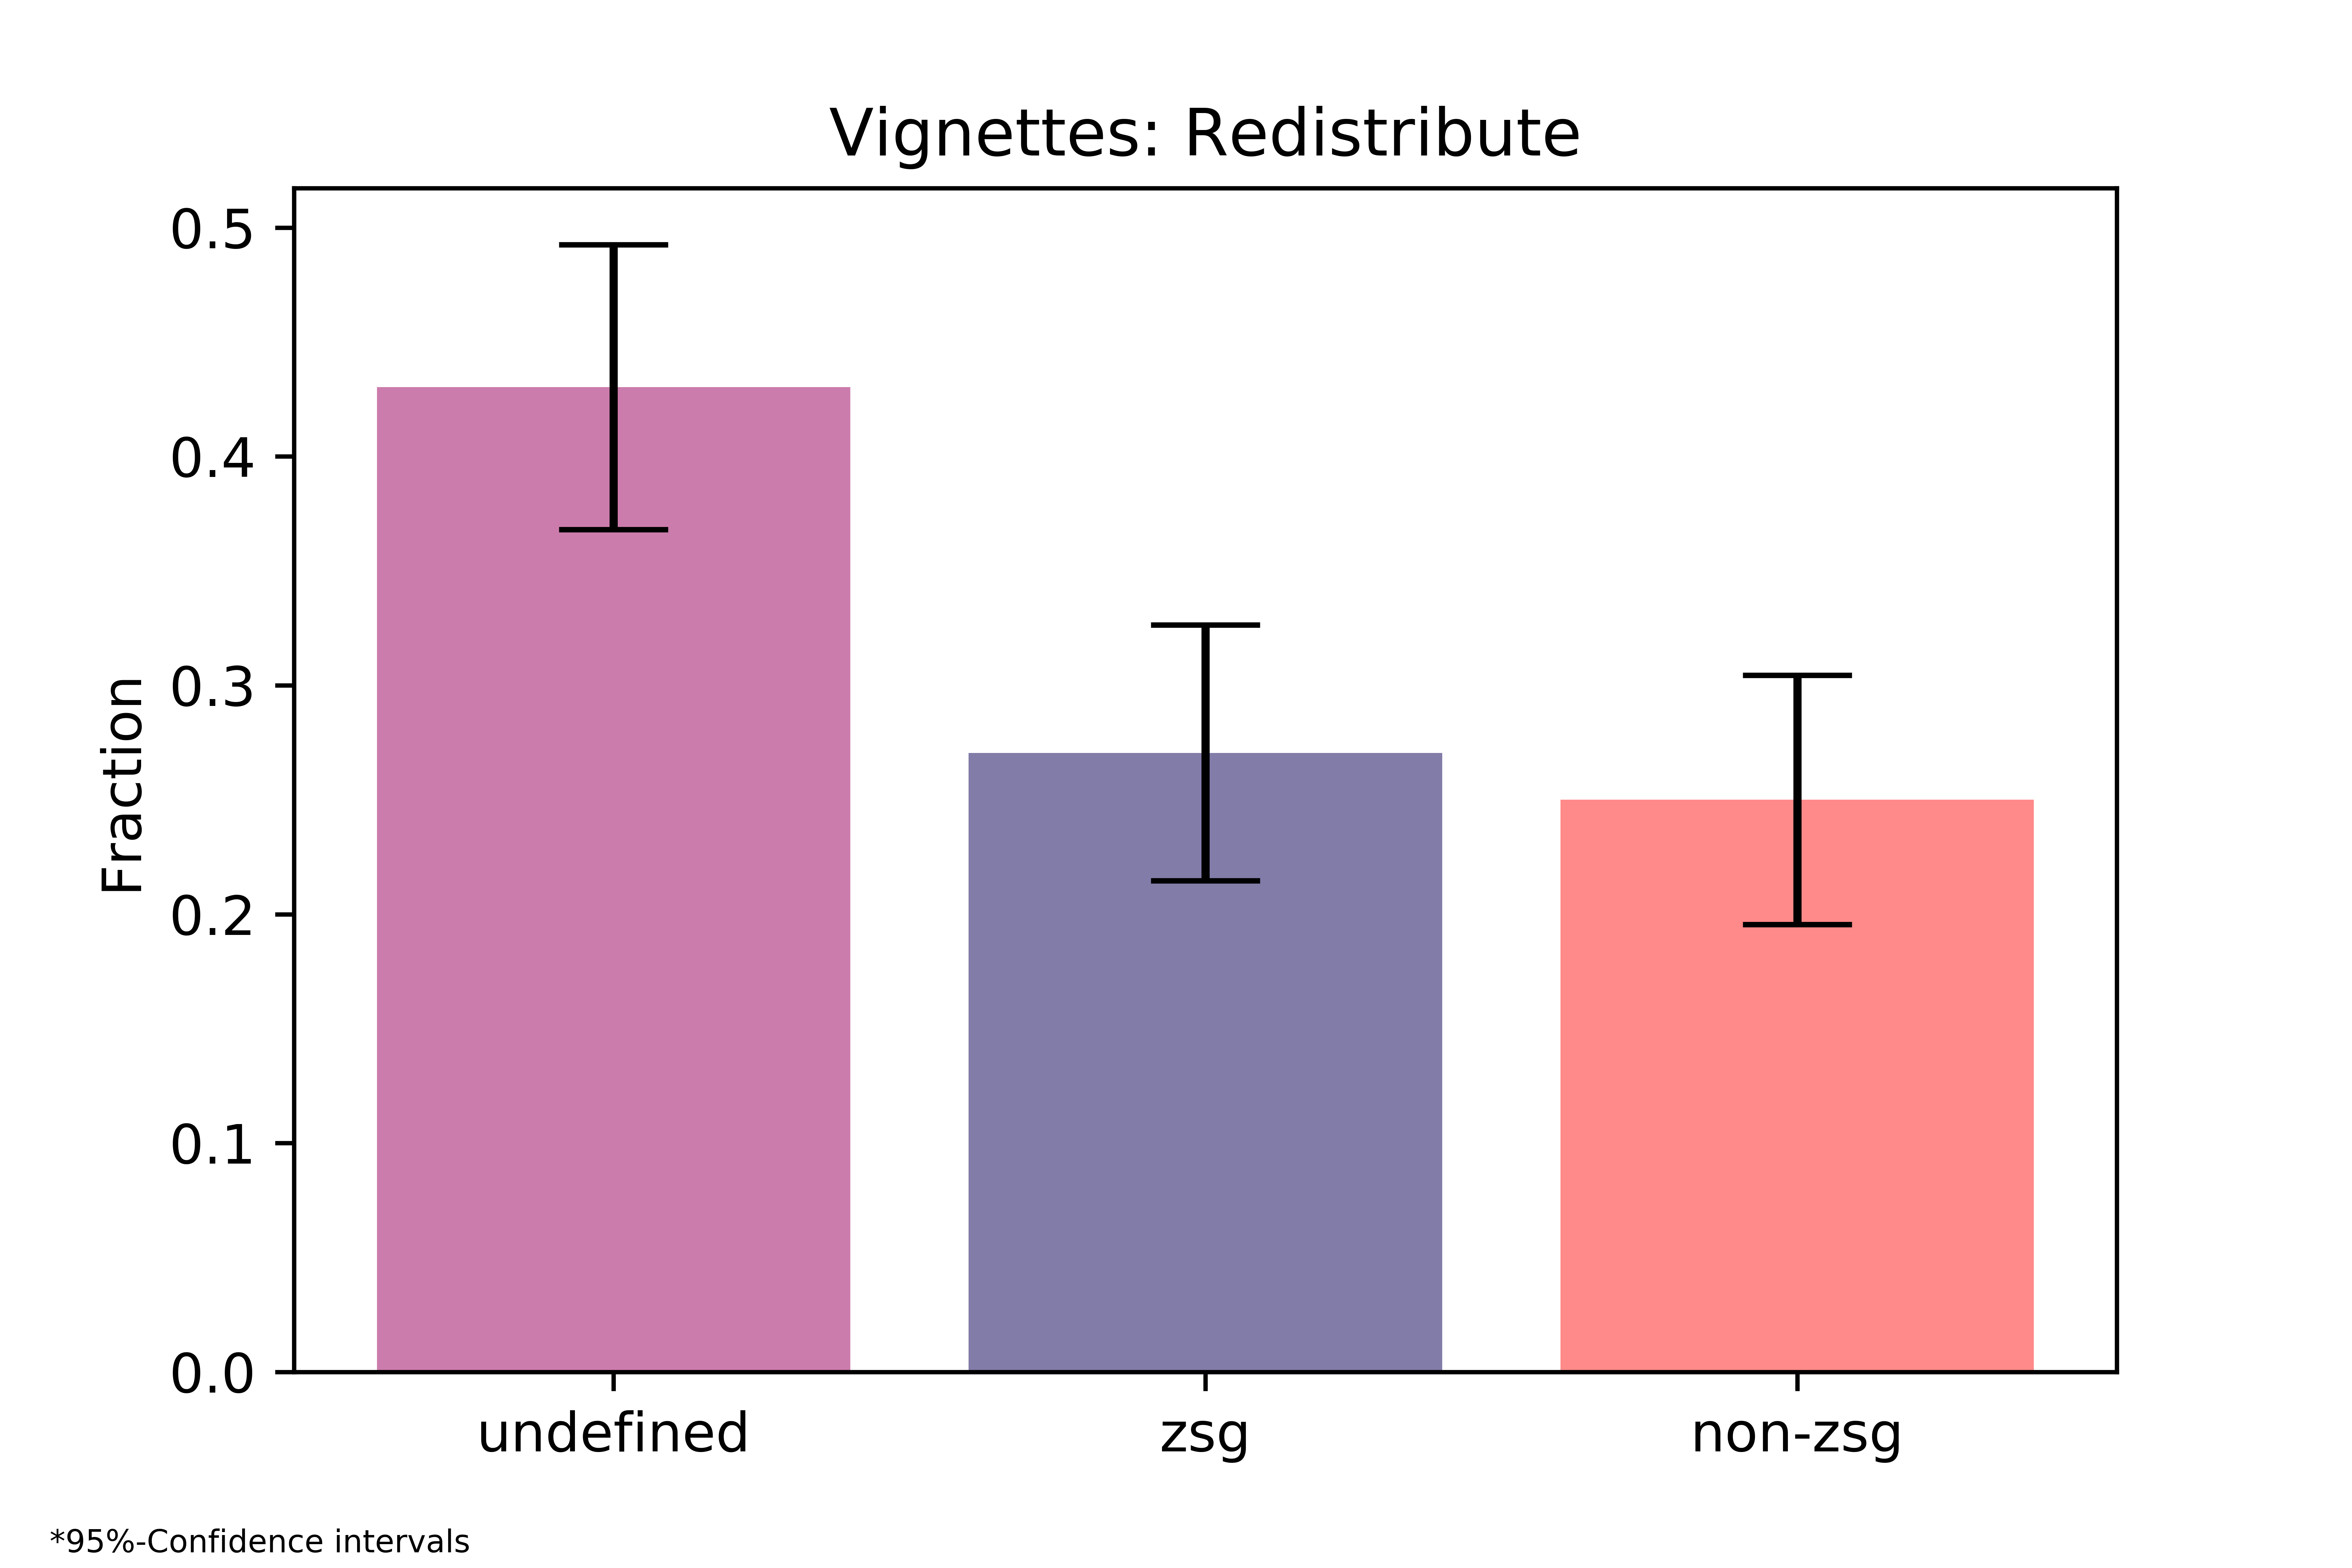 Vignettes: Redistribute
0.5
0.4
0.3
0.2
0.1
0.0
Fraction
undefined zsg non-zsg
*95%-Confidence intervals